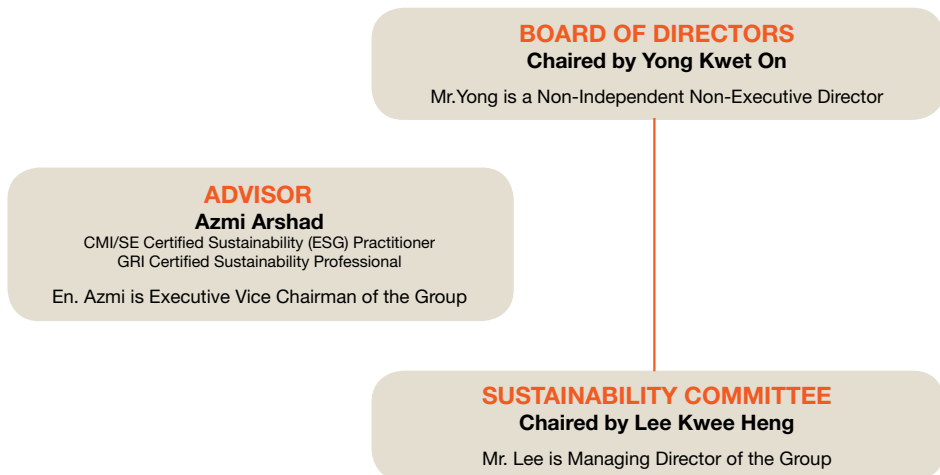 BOARD OF DIRECTORS
Chaired by Yong Kwet On
Mr.Yong is a Non-Independent Non-Executive Director
ADVISOR
Azmi Arshad
CMI/SE Certified Sustainability (ESG) Practitioner
GRI Certified Sustainability Professional
En. Azmi is Executive Vice Chairman of the Group
SUSTAINABILITY COMMITTEE
Chaired by Lee Kwee Heng
Mr. Lee is Managing Director of the Group